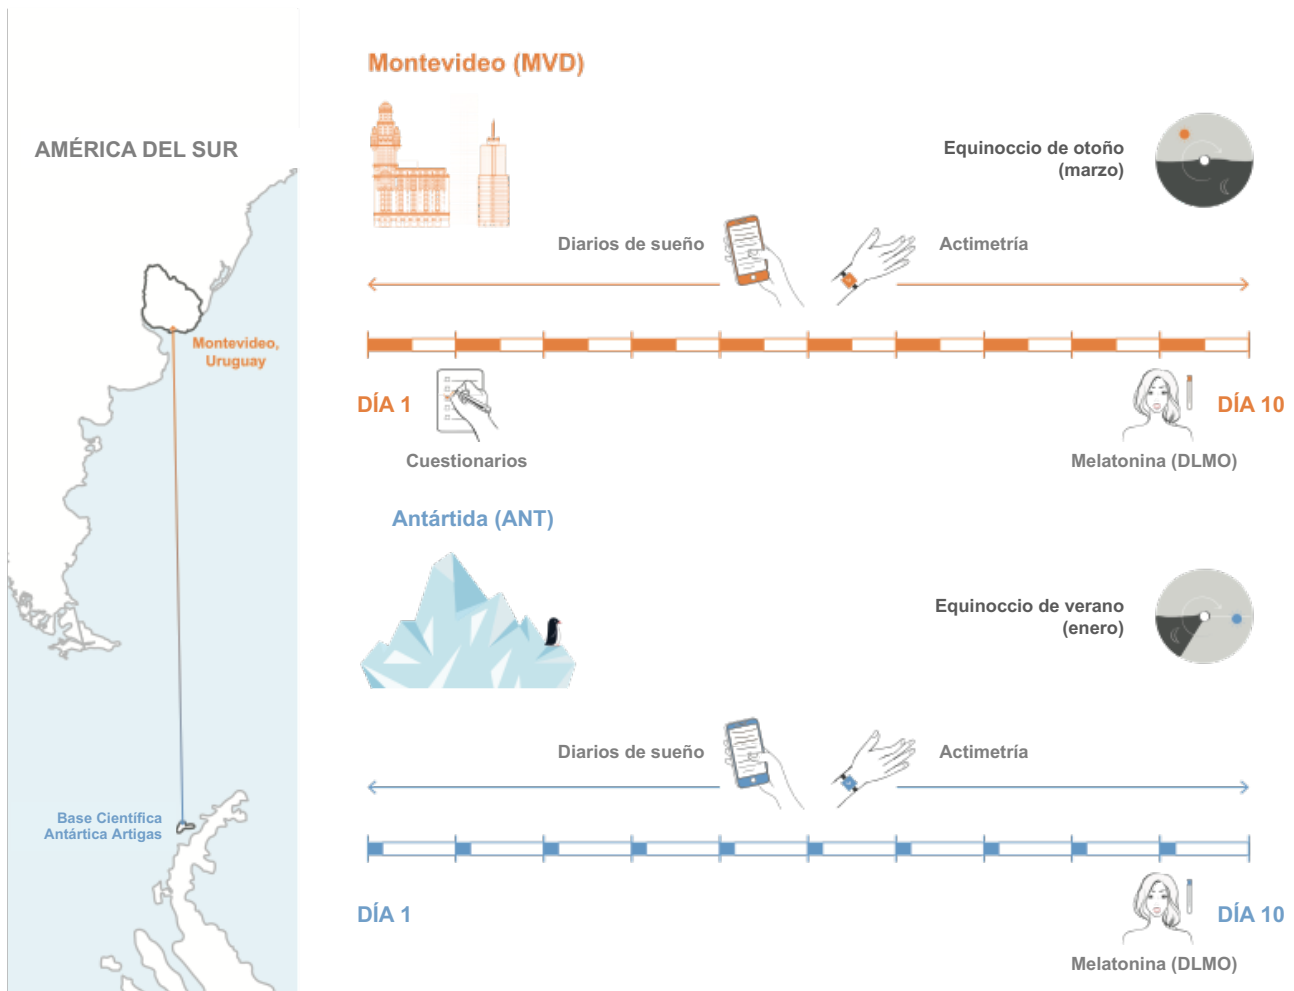 AMÉRICA DEL SUR
Montevideo,
Uruguay
Base Científica
Antártica Artigas
Montevideo (MVD)
Equinoccio de otoño
(marzo)
Diarios de sueño
Actimetría
DÍA 1
DÍA 10
Cuestionarios
Melatonina (DLMO)
Antártida (ANT)
Equinoccio de verano
(enero)
Diarios de sueño
Actimetría
DÍA 1
DÍA 10
Melatonina (DLMO)